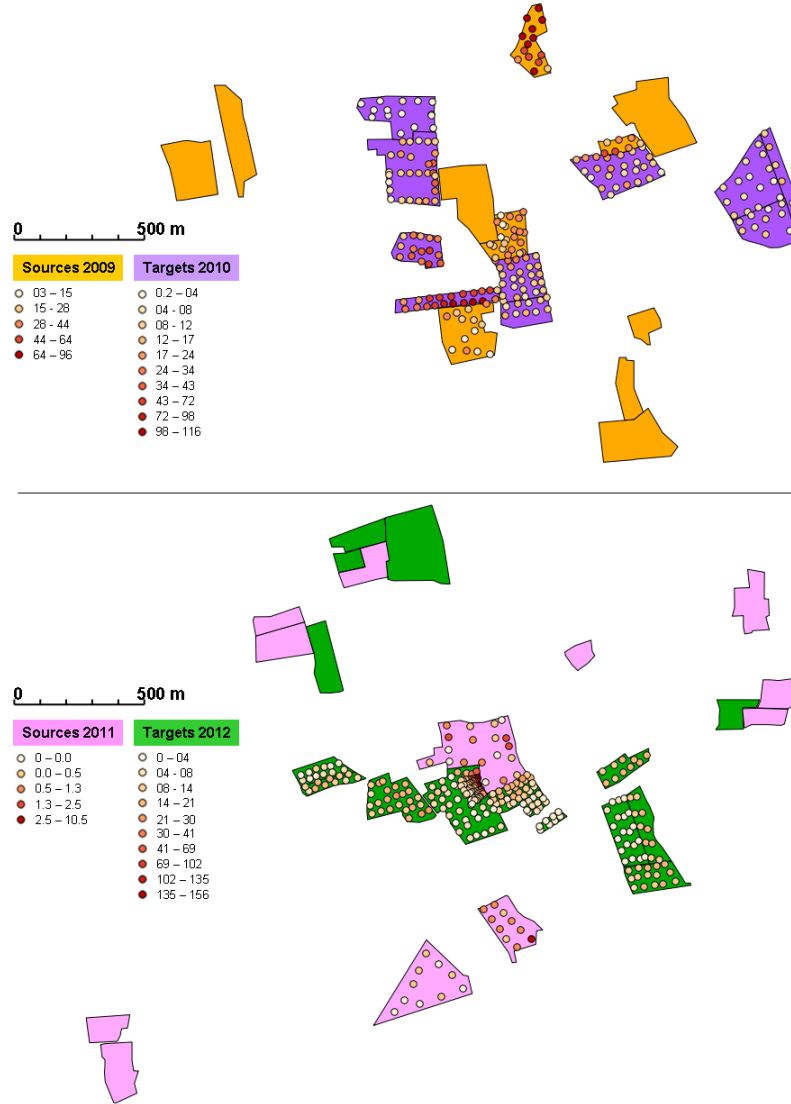 0 500 m
Sources 2009 Targets 2010
03 – 15 0.2 – 04
15 – 28 04 – 08
28 – 44 08 – 12
44 – 64 12 – 17
64 – 96 17 – 24
24 – 34
34 – 43
43 – 72
72 – 98
98 – 116
0 500 m
Sources 2011 Targets 2012
0 – 0.0 0 – 04
0.0 – 0.5 04 – 08
0.5 – 1.3 08 – 14
1.3 – 2.5 14 – 21
2.5 – 10.5 21 – 30
30 – 41
41 – 69
69 – 102
102 – 135
135 – 156